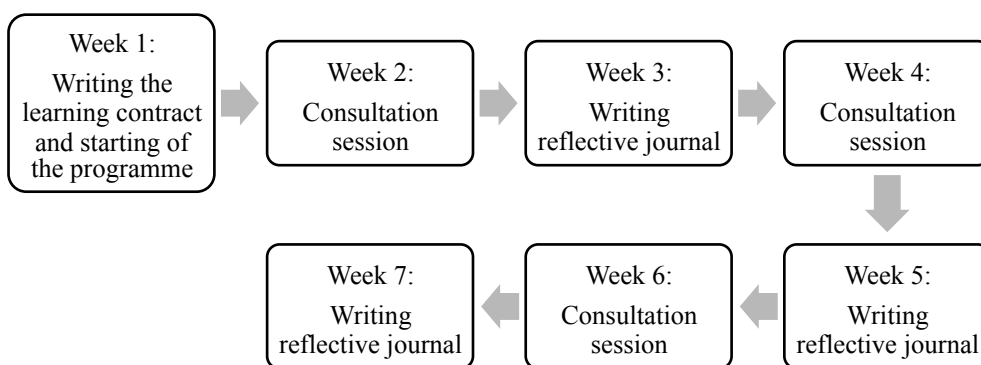 Week 1:
Writing the
learning contract
and starting of
the programme
Week 2:
Consultation
session
Week 3:
Writing
reflective journal
Week 4:
Consultation
session
Week 5:
Writing
reflective journal
Week 6:
Consultation
session
Week 7:
Writing
reflective journal